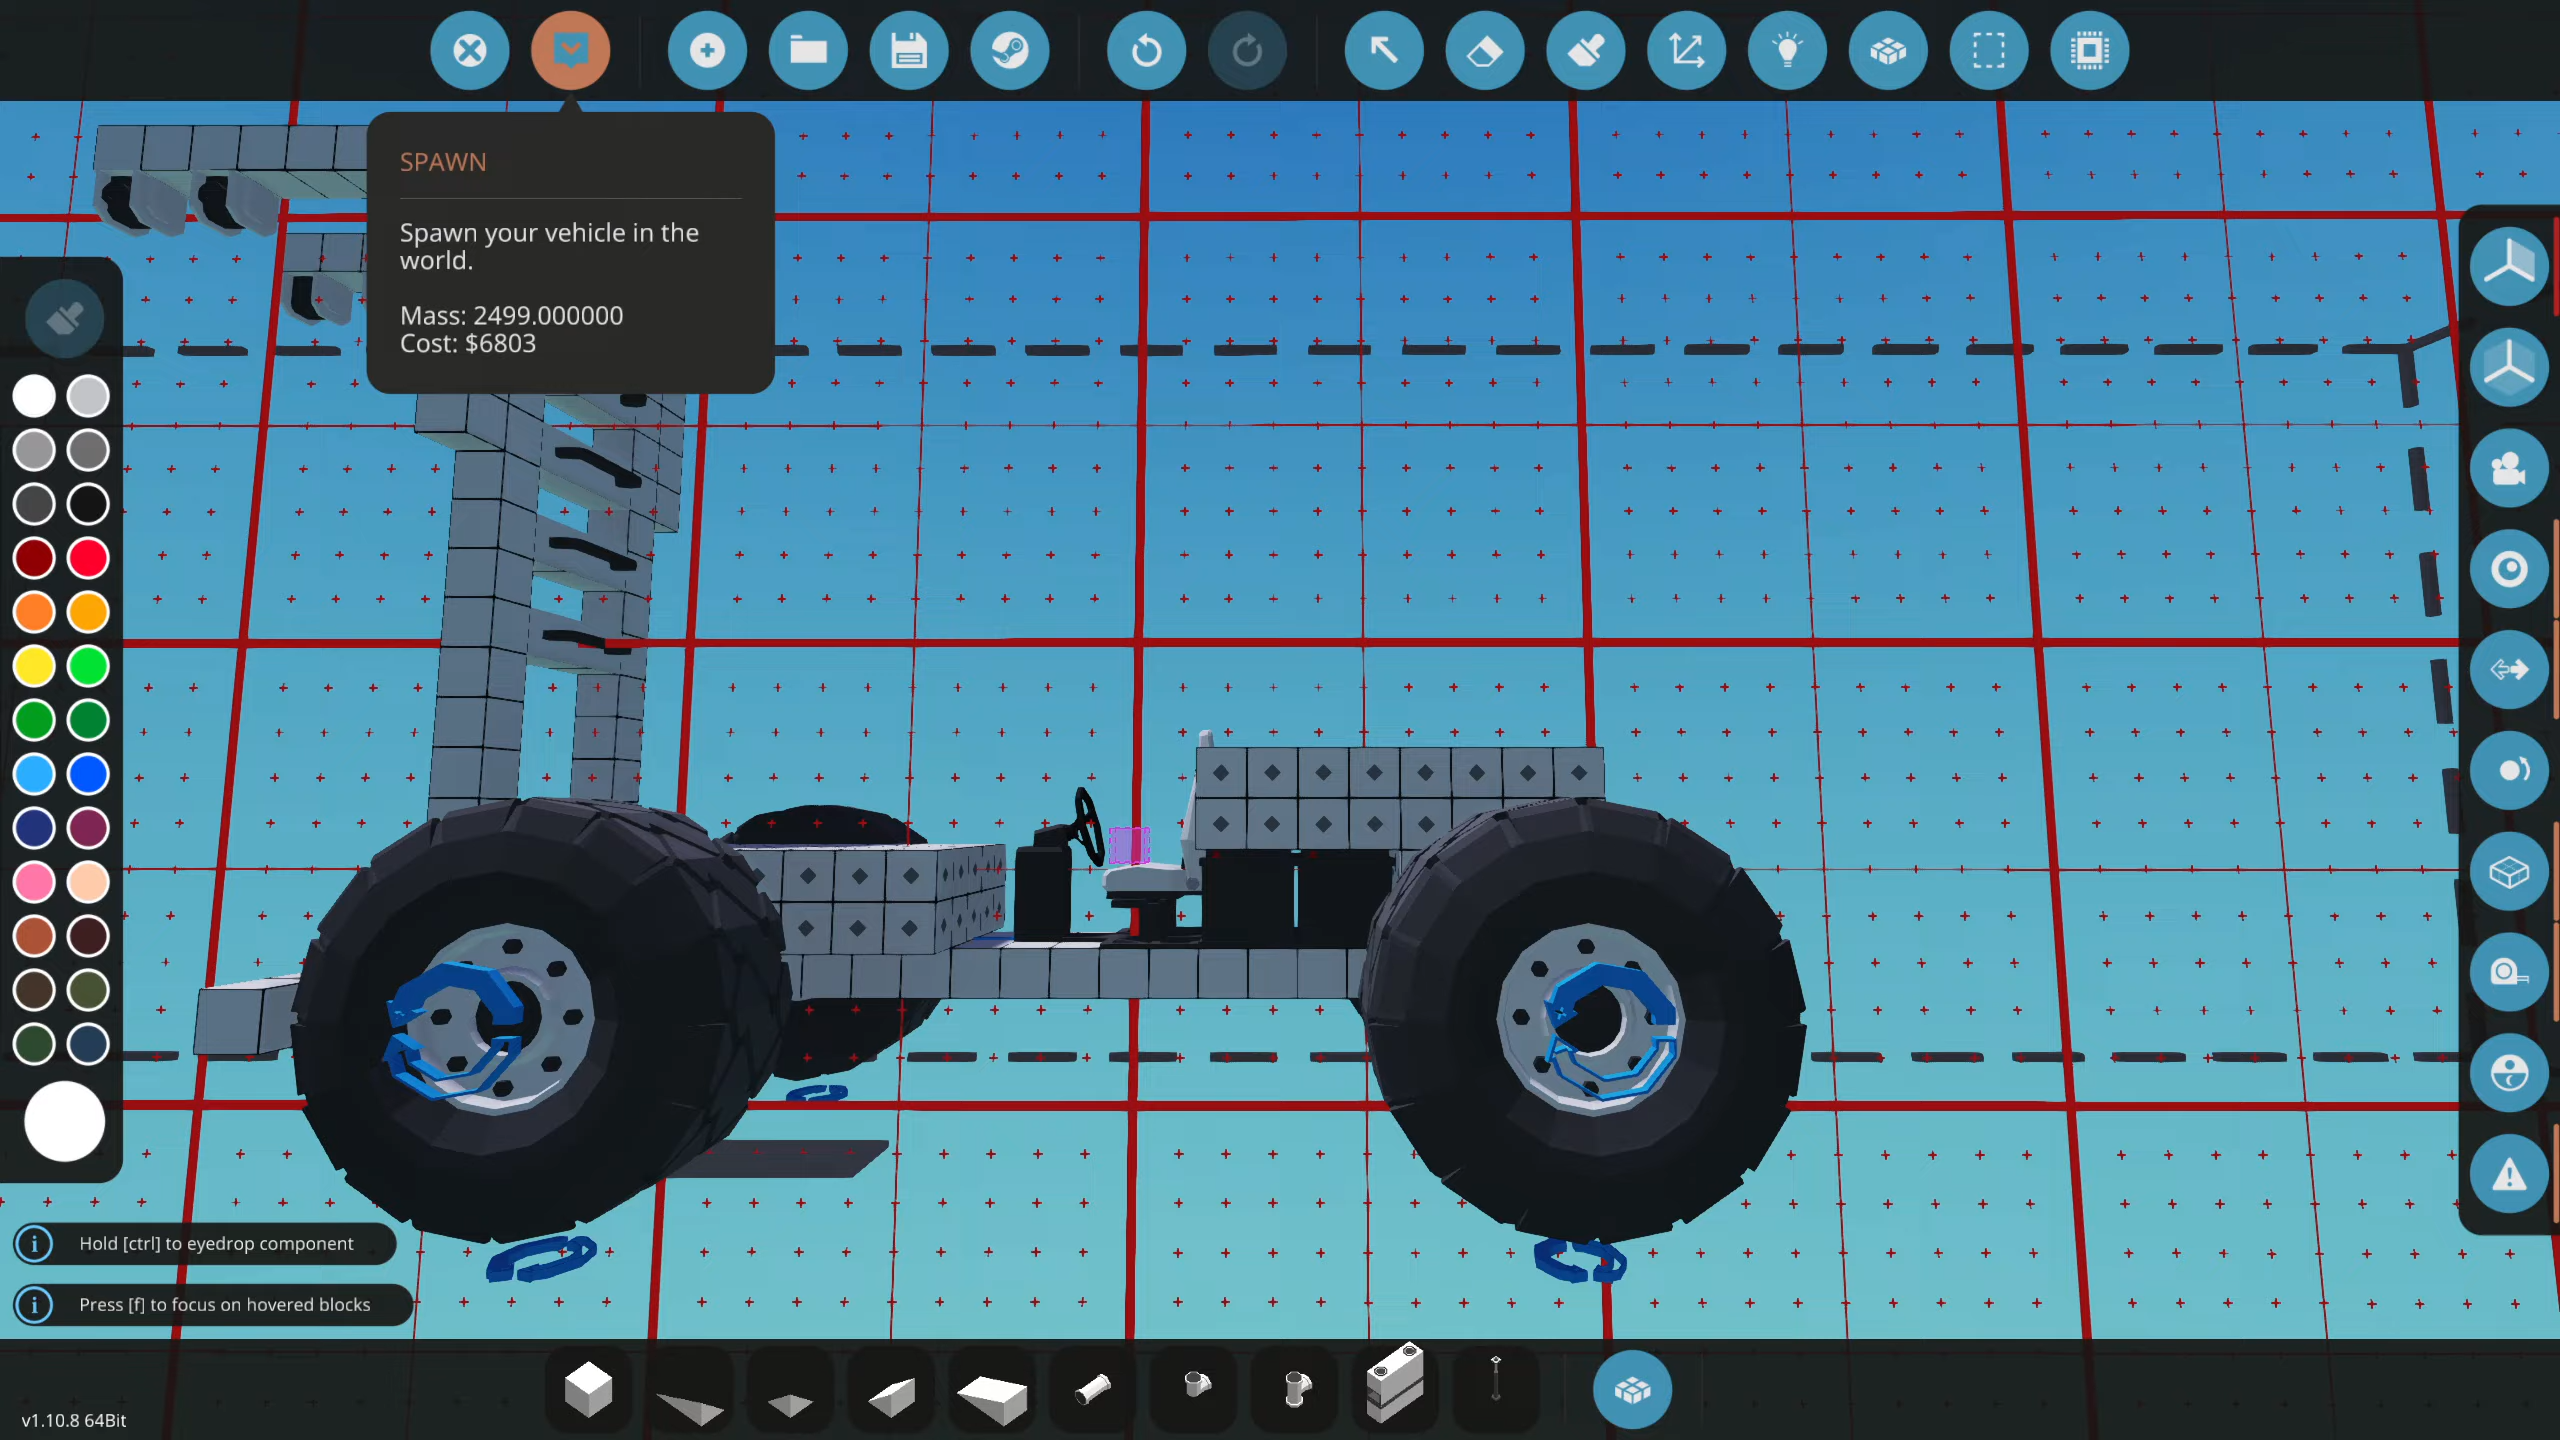 SPAWN
Spawn your vehicle in the
world.
Mass: 2499.000000
Cost: $6803
Hold [ctrl] to eyedrop component
Press [f] to focus on hovered blocks
v1.10.8 64Bit